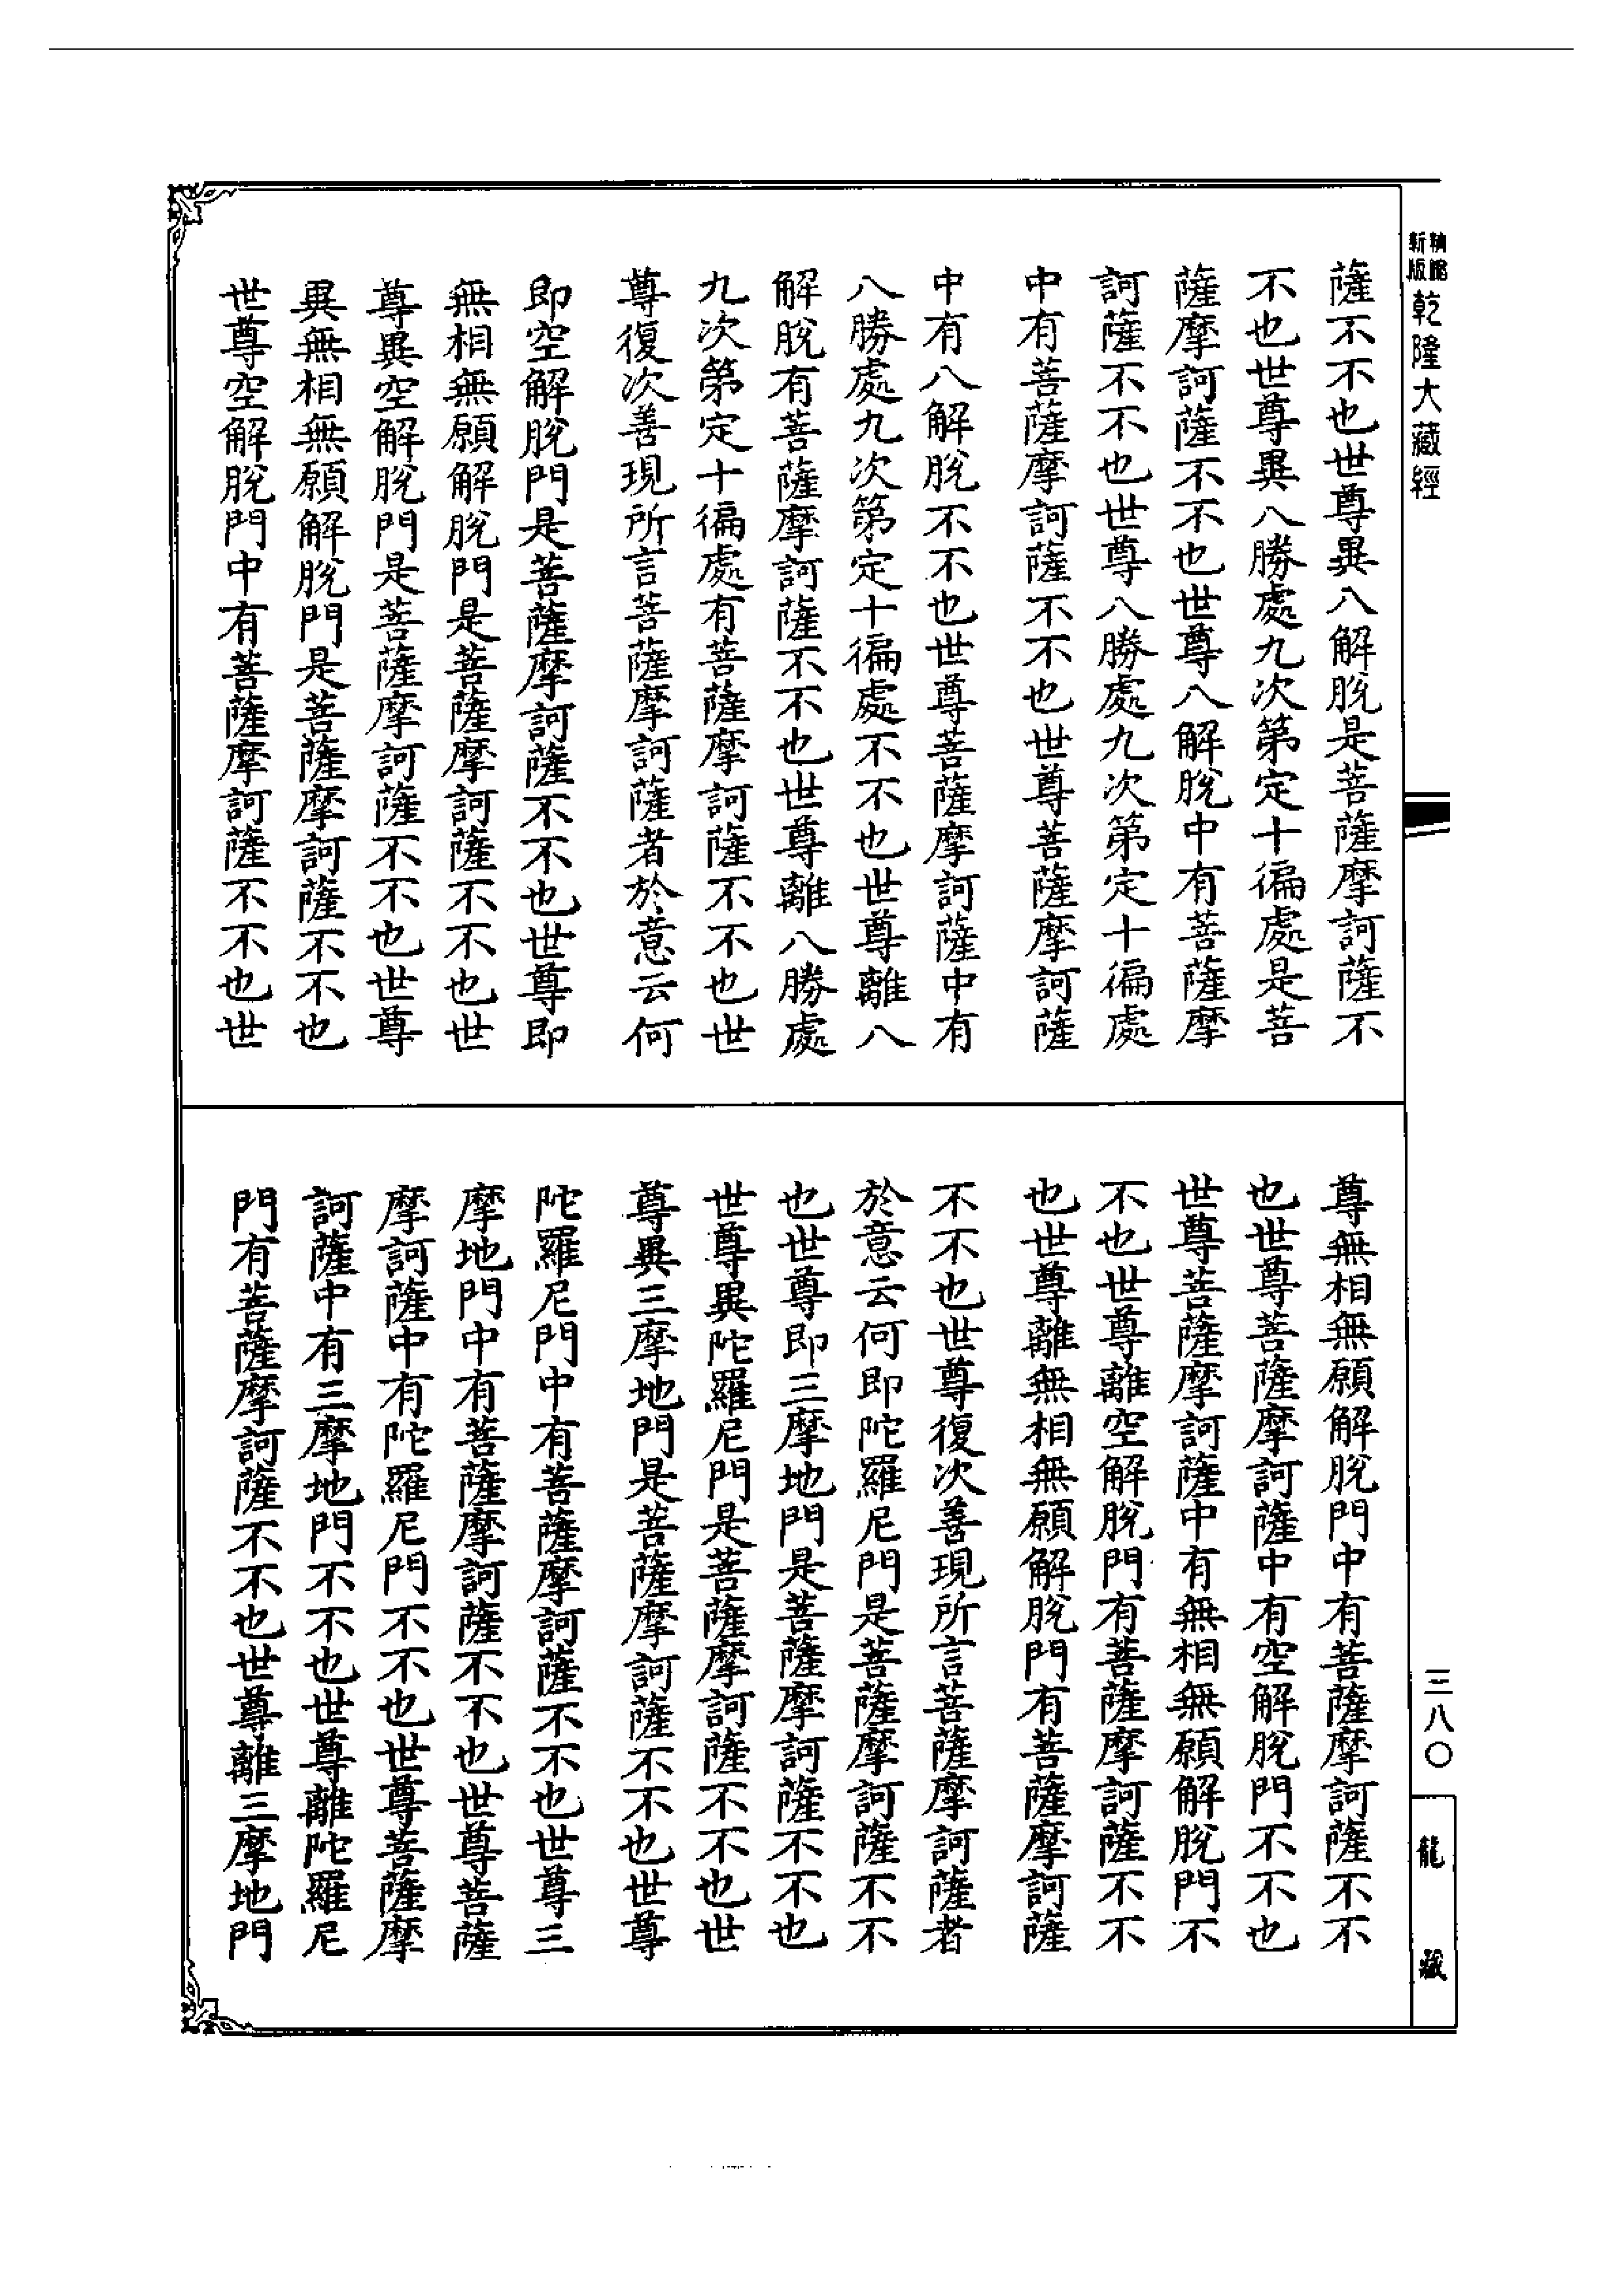 新版精縮乾隆大藏經
薩不不也世尊異八解脫是菩薩摩訶薩不
不也世尊異八勝處九次第定十徧處是菩
薩摩訶薩不不也世尊八解脫中有菩薩摩
訶薩不不也世尊八勝處九次第定十徧處
中有菩薩摩訶薩不不也世尊菩薩摩訶薩
中有八解脫不不也世尊菩薩摩訶薩中有
八勝處九次第定十徧處不不也世尊離八
解脫有菩薩摩訶薩不不也世尊離八勝處
九次第定十徧處有菩薩摩訶薩不不也世
尊復次善現所言菩薩摩訶薩者於意云何
即空解脫門是菩薩摩訶薩不不也世尊即
無相無願解脫門是菩薩摩訶薩不不也世
尊異空解脫門是菩薩摩訶薩不不也世尊
異無相無願解脫門是菩薩摩訶薩不不也
世尊空解脫門中有菩薩摩訶薩不不也世
尊無相無願解脫門中有菩薩摩訶薩不不
也世尊菩薩摩訶薩中有空解脫門不不也
世尊菩薩摩訶薩中有無相無願解脫門不
不也世尊離空解脫門有菩薩摩訶薩不不
也世尊離無相無願解脫門有菩薩摩訶薩
不不也世尊復次善現所言菩薩摩訶薩者
於意云何即陀羅尼門是菩薩摩訶薩不不
也世尊即三摩地門是菩薩摩訶薩不不也
世尊異陀羅尼門是菩薩摩訶薩不不也世
尊異三摩地門是菩薩摩訶薩不不也世尊
陀羅尼門中有菩薩摩訶薩不不也世尊三
摩地門中有菩薩摩訶薩不不也世尊菩薩
摩訶薩中有陀羅尼門不不也世尊菩薩摩
訶薩中有三摩地門不不也世尊離陀羅尼
門有菩薩摩訶薩不不也世尊離三摩地門
三八〇
龍藏